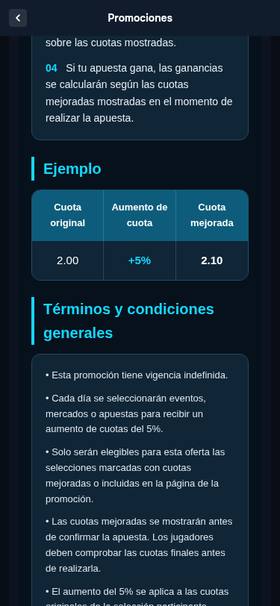 Promociones
sobre las cuotas mostradas.
04 Si tu apuesta gana, las ganancias
se calcularán según las cuotas
mejoradas mostradas en el momento de
realizar la apuesta.
Ejemplo
Cuota original
Aumento de cuota
Cuota mejorada
2.00
+5%
2.10
Términos y condiciones
generales
• Esta promoción tiene vigencia indefinida.
• Cada día se seleccionarán eventos,
mercados o apuestas para recibir un
aumento de cuotas del 5%.
• Solo serán elegibles para esta oferta las
selecciones marcadas con cuotas
mejoradas o incluidas en la página de la
promoción.
• Las cuotas mejoradas se mostrarán antes
de confirmar la apuesta. Los jugadores
deben comprobar las cuotas finales antes
de realizarla.
• El aumento del 5% se aplica a las cuotas
originales de la selección participante